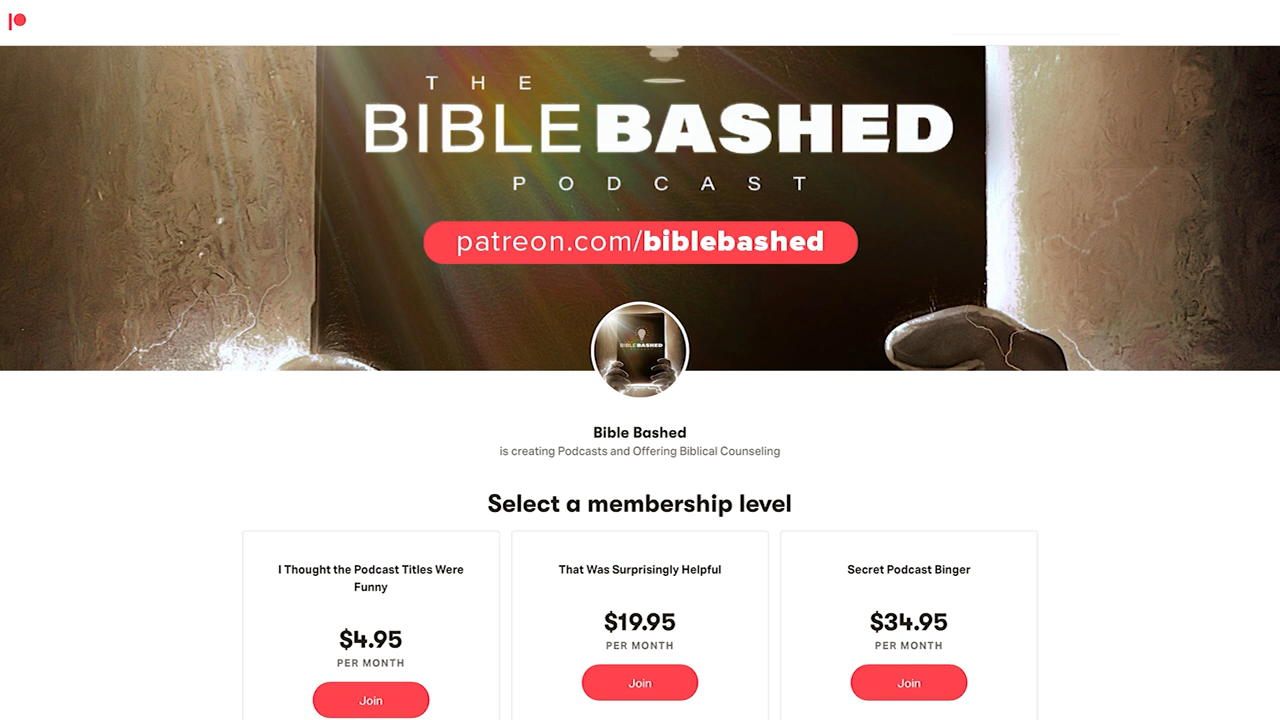 THE
BIBLEBASHED
PODCAST
patreon.com/biblebashed
BIBLEBASHED
Bible Bashed
is creating Podcasts and Offering Biblical Counseling
Select a membership level
I Thought the Podcast Titles Were
Funny
$4.95
PER MONTH
Join
That Was Surprisingly Helpful
$19.95
PER MONTH
Join
Secret Podcast Binger
$34.95
PER MONTH
Join